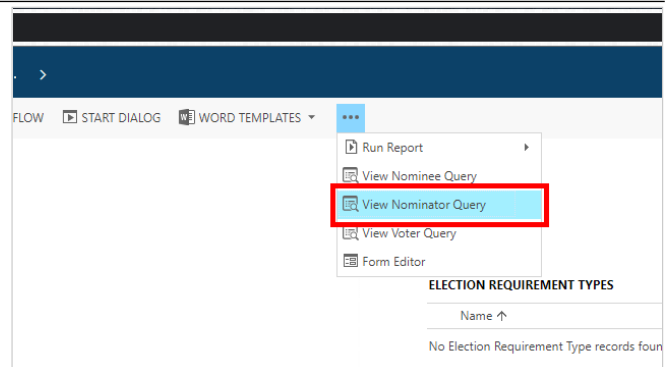 . >
FLOW START DIALOG WORD TEMPLATES ...
Run Report
View Nominee Query
View Nominator Query
View Voter Query
Form Editor
ELECTION REQUIREMENT TYPES
Name ↑
No Election Requirement Type records foun